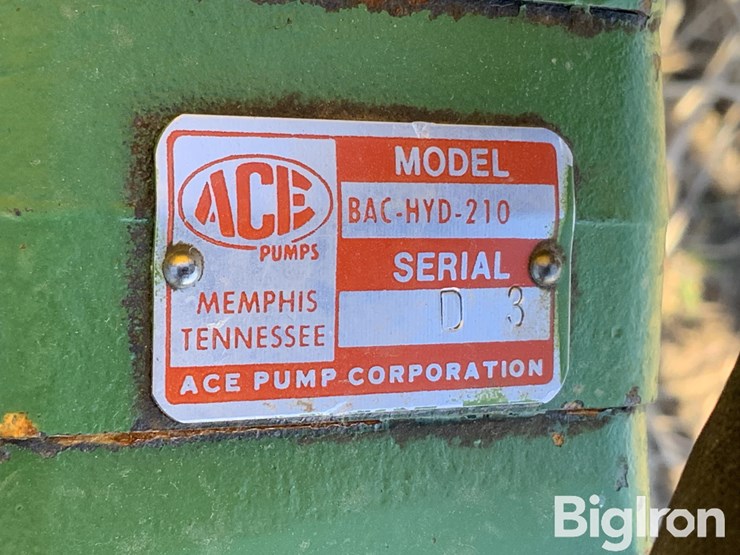 ACE
PUMPS
MEMPHIS
TENNESSEE
MODEL
BAC-HYD-210
SERIAL
D 3
ACE PUMP CORPORATION
BigIron